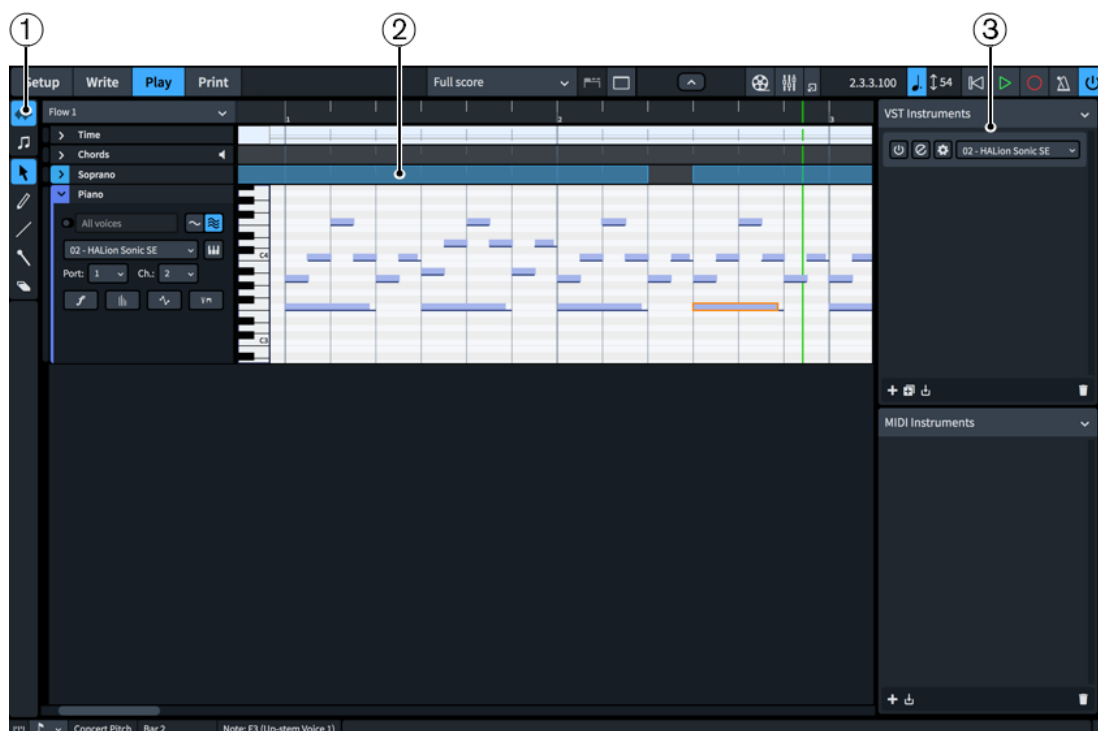 1 2 3
Setup Write Play Print Full score 2.3.3.100 54
Flow 1 1 2 3 VST Instruments
Time
Chords 02 - HALion Sonic SE
Soprano
Piano
All voices
02 - HALion Sonic SE C4
Port: 1 Ch.: 2
C3
MIDI Instruments
Concert Pitch Bar 2 Note: F3 (Up-stem Voice 1)